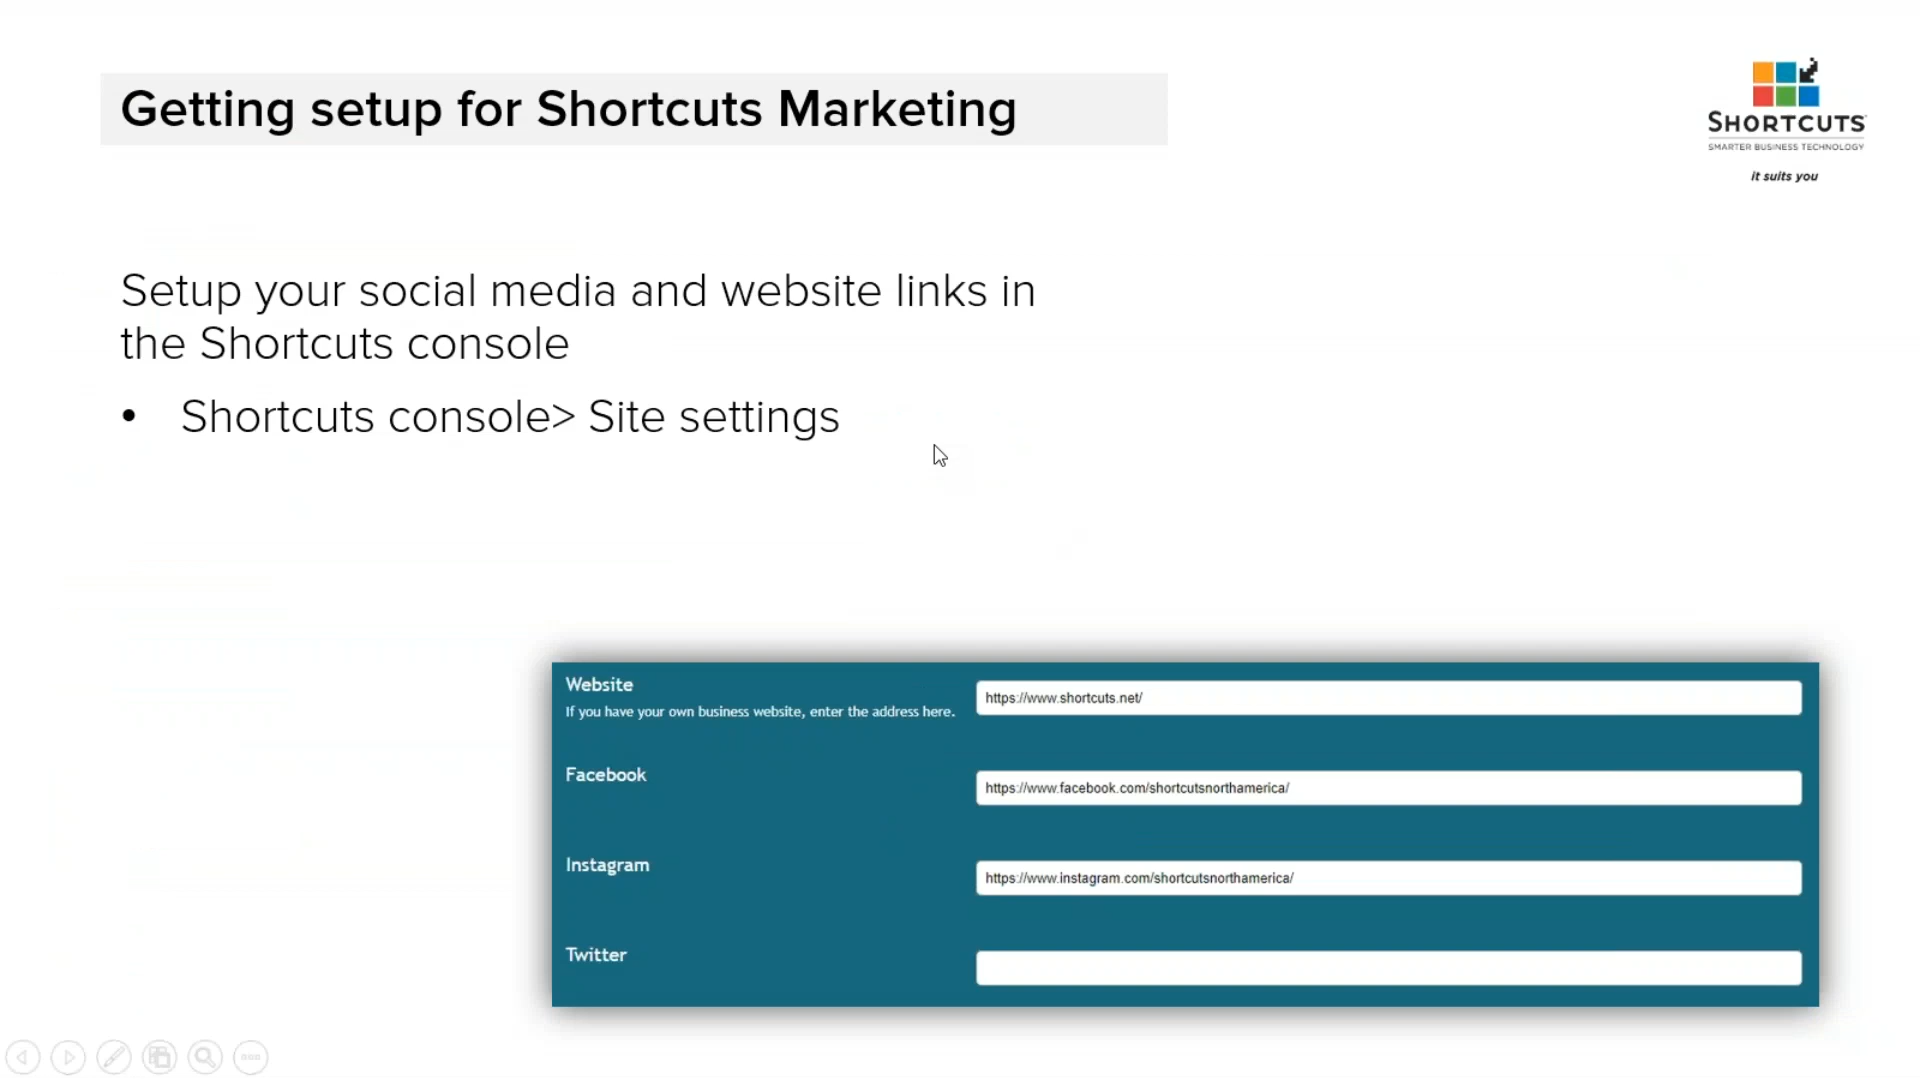 Getting setup for Shortcuts Marketing
SHORTCUTS
SMARTER BUSINESS TECHNOLOGY
it suits you
Setup your social media and website links in
the Shortcuts console
• Shortcuts console> Site settings
Website
If you have your own business website, enter the address here.
https://www.shortcuts.net/
Facebook
https://www.facebook.com/shortcutsnorthamerica/
Instagram
https://www.instagram.com/shortcutsnorthamerica/
Twitter